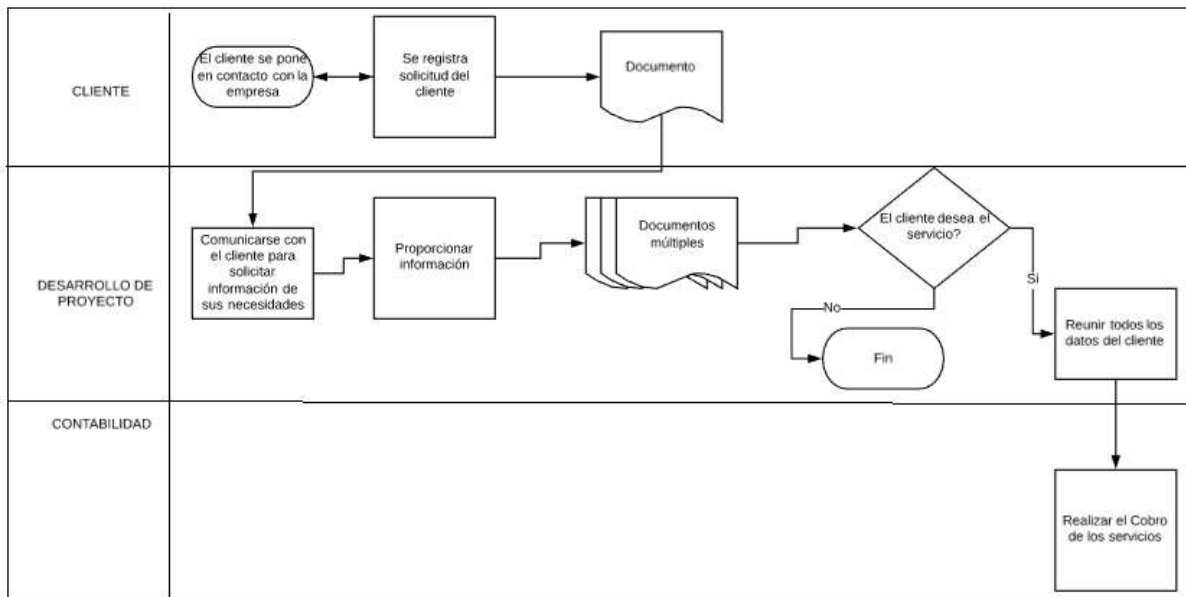 CLIENTE
El cliente se pone
en contacto con la
empresa
Se registra
solicitud del
cliente
Documento
DESARROLLO DE
PROYECTO
Comunicarse con
el cliente para
solicitar
información de
sus necesidades
Proporcionar
información
Documentos
múltiples
El cliente desea el
servicio?
No
Fin
Si
Reunir todos los
datos del cliente
CONTABILIDAD
Realizar el Cobro
de los servicios